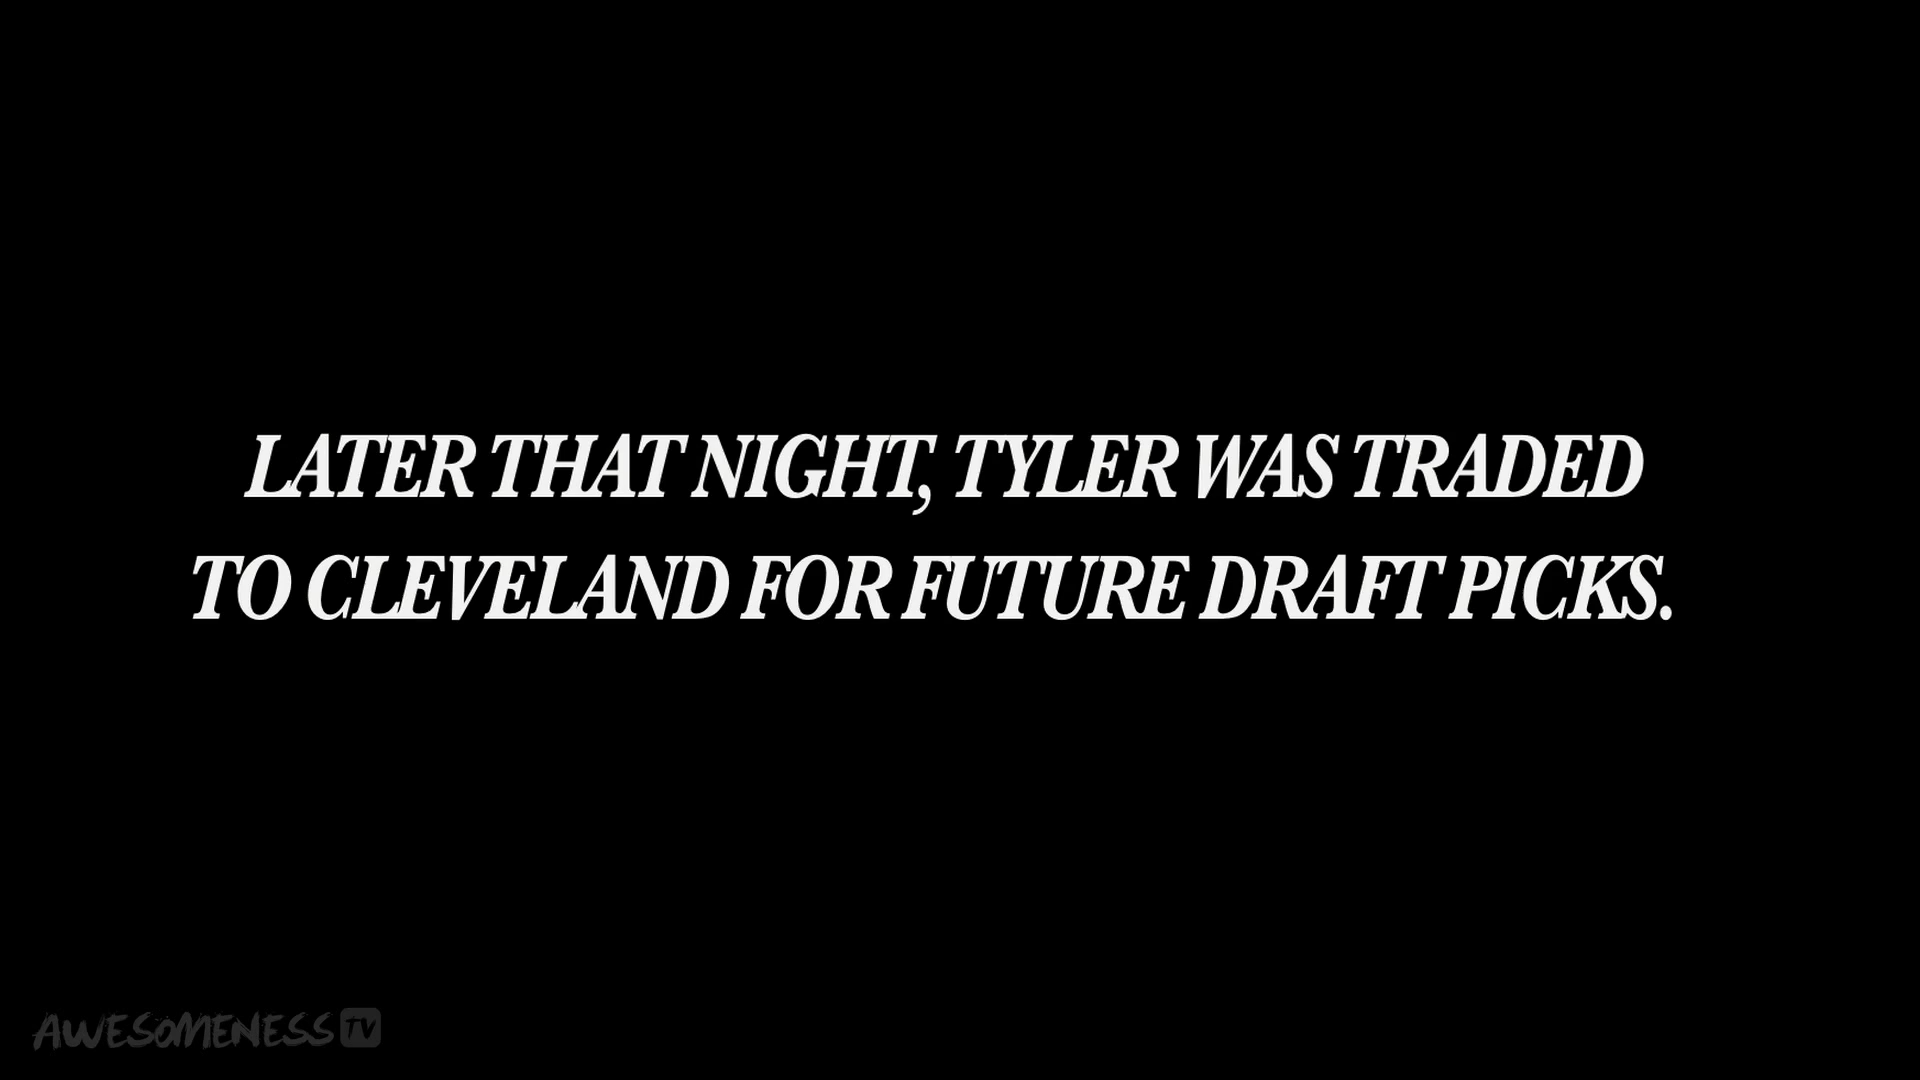 LATER THAT NIGHT, TYLER WAS TRADED
TO CLEVELAND FOR FUTURE DRAFT PICKS.
AWESOMENESS TV